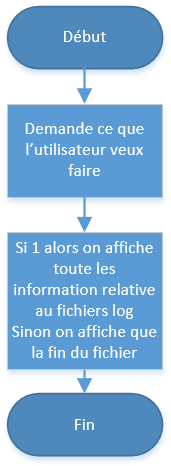 Début
Demande ce que
l'utilisateur veux
faire
Si 1 alors on affiche
toute les
information relative
au fichiers log
Sinon on affiche que
la fin du fichier
Fin